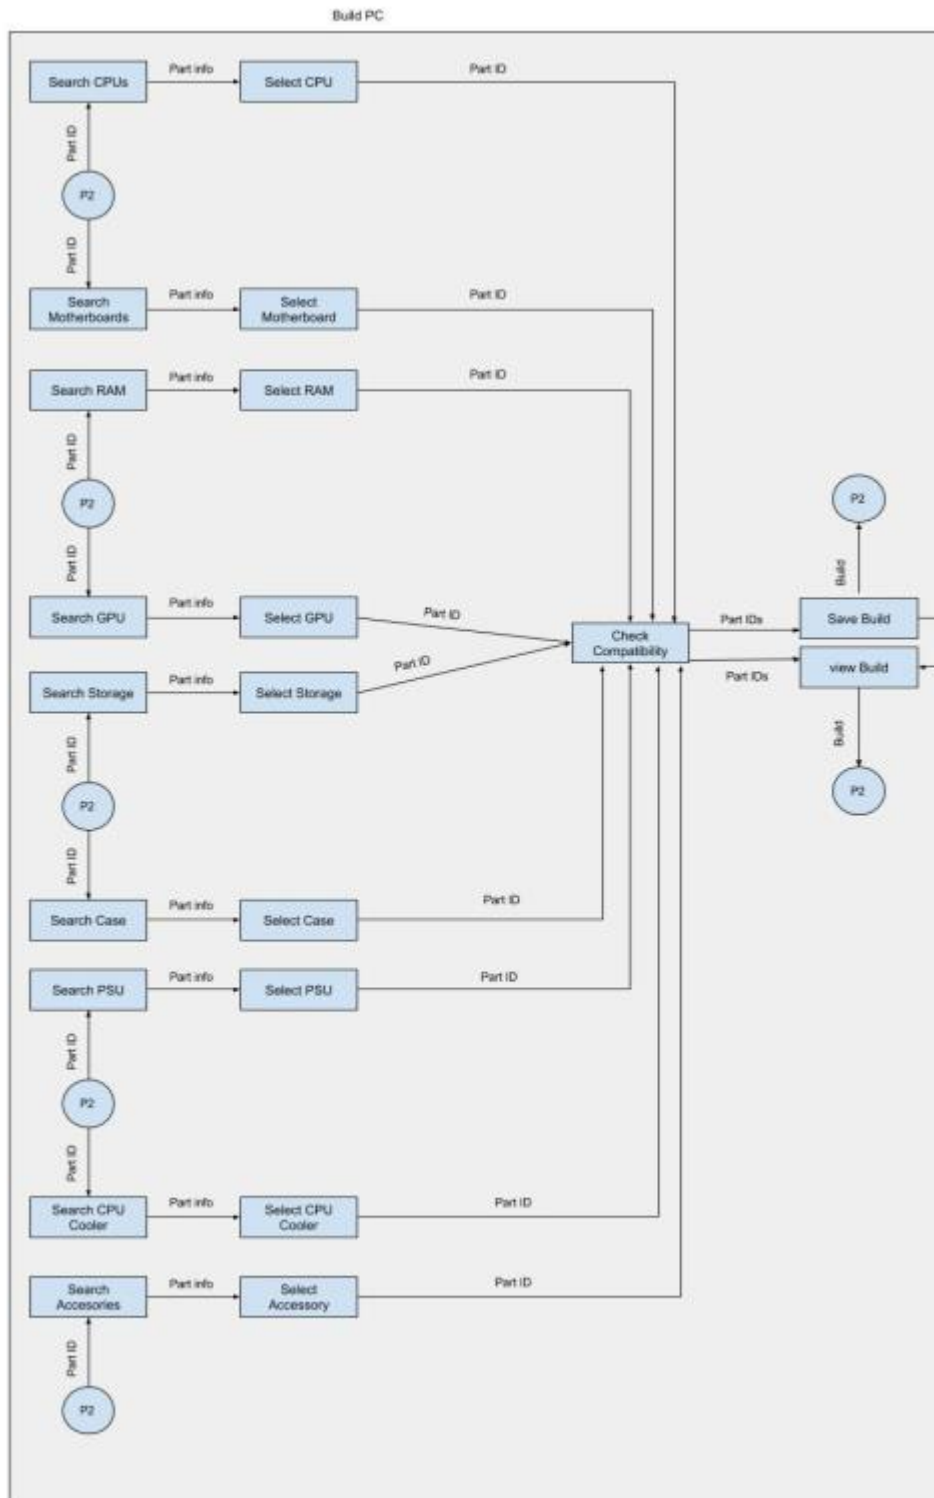 Build PC
Search CPUs
Part info
Select CPU
Part ID
Part ID
P2
Part ID
Search
Motherboards
Part info
Select
Motherboard
Part ID
Search RAM
Part info
Select RAM
Part ID
Part ID
P2
Part ID
Search GPU
Part info
Select GPU
Part ID
Search Storage
Part info
Select Storage
Part ID
Check
Compatibility
Part IDs
Save Build
Build
P2
Part IDs
view Build
Build
P2
Part ID
P2
Part ID
Search Case
Part info
Select Case
Part ID
Search PSU
Part info
Select PSU
Part ID
Part ID
P2
Part ID
Search CPU
Cooler
Part info
Select CPU
Cooler
Part ID
Search
Accesories
Part info
Select
Accessory
Part ID
Part ID
P2